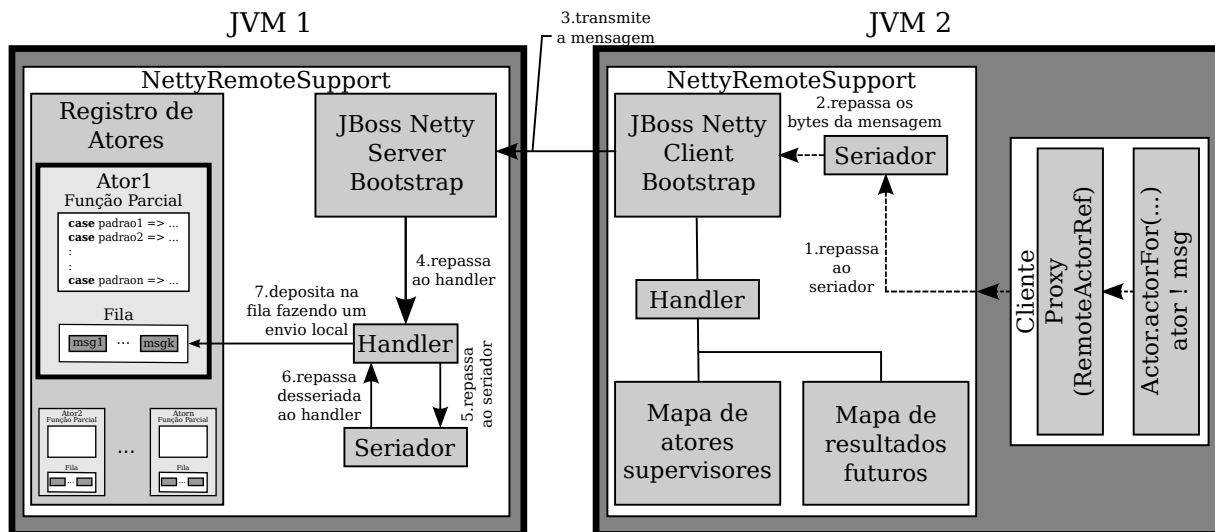 JVM 1
NettyRemoteSupport
Registro de
Atores
Ator1
Função Parcial
case padrao1 => ...
case padrao2 => ...
:
:
case padraon => ...
Fila
msg1 ... msgk
Ator2
Função Parcial
Fila
...
...
Atorn
Função Parcial
Fila
...
JBoss Netty
Server
Bootstrap
4.repassa
ao handler
7.deposita na
fila fazendo um
envio local
Handler
6.repassa
desseriada
ao handler
5.repassa
ao seriador
Seriador
3.transmite
a mensagem
JVM 2
NettyRemoteSupport
JBoss Netty
Client
Bootstrap
2.repassa os
bytes da mensagem
Seriador
1.repassa
ao
seriador
Handler
Mapa de
atores
supervisores
Mapa de
resultados
futuros
Cliente
Proxy
(RemoteActorRef)
Actor.actorFor(...)
ator ! msg